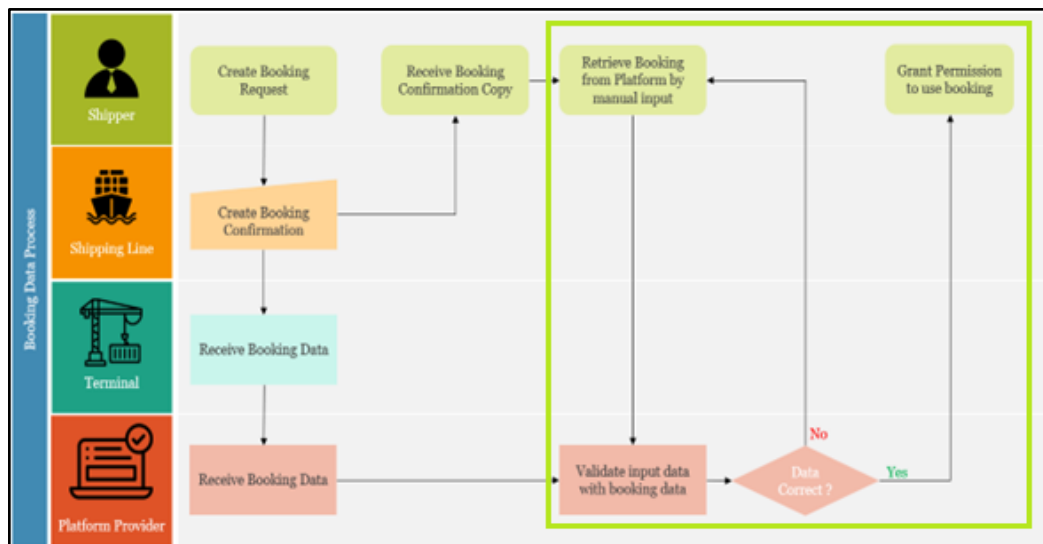 Booking Data Process
Shipper
Create Booking
Request
Receive Booking
Confirmation Copy
Retrieve Booking
from Platform by
manual input
Grant Permission
to use booking
Shipping Line
Create Booking
Confirmation
Terminal
Receive Booking Data
Platform Provider
Receive Booking Data
Validate input data
with booking data
Data
Correct ?
No
Yes